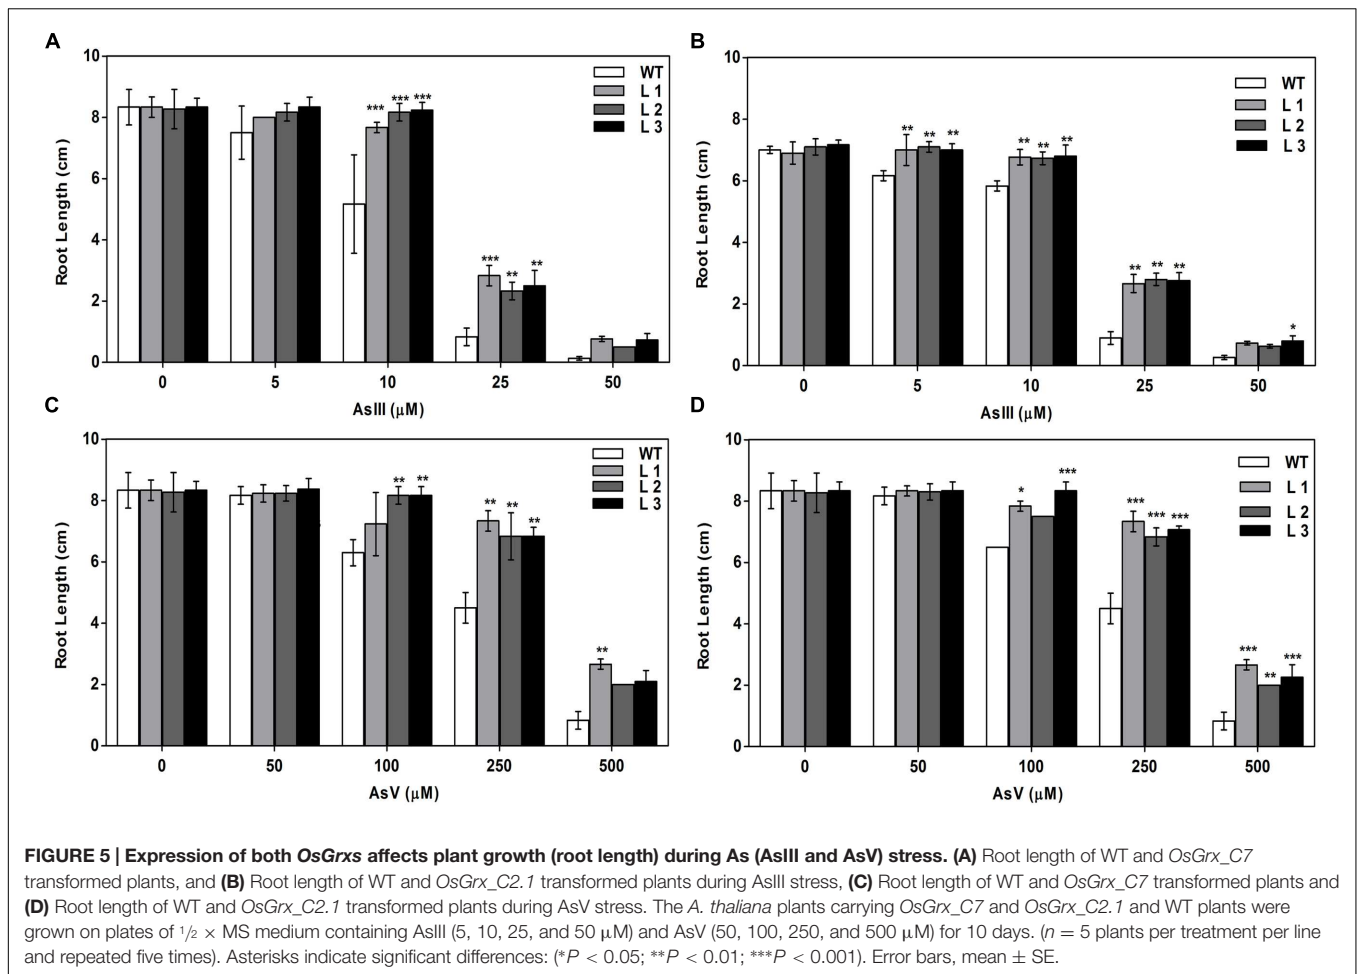 A
10
8
6
4
2
0
Root Length (cm)
WT
L 1
L 2
L 3
*** *** ***
*** ** **
0 5 10 25 50
AsIII (µM)
B
10
8
6
4
2
0
Root Length (cm)
WT
L 1
L 2
L 3
** ** **
** ** **
** ** **
*
0 5 10 25 50
AsIII (µM)
C
10
8
6
4
2
0
Root Length (cm)
WT
L 1
L 2
L 3
** **
** ** **
**
0 50 100 250 500
AsV (µM)
D
10
8
6
4
2
0
Root Length (cm)
WT
L 1
L 2
L 3
* ***
*** *** ***
*** ** ***
0 50 100 250 500
AsV (µM)
FIGURE 5 | Expression of both OsGrxs affects plant growth (root length) during As (AsIII and AsV) stress. (A) Root length of WT and OsGrx_C7
transformed plants, and (B) Root length of WT and OsGrx_C2.1 transformed plants during AsIII stress, (C) Root length of WT and OsGrx_C7 transformed plants and
(D) Root length of WT and OsGrx_C2.1 transformed plants during AsV stress. The A. thaliana plants carrying OsGrx_C7 and OsGrx_C2.1 and WT plants were
grown on plates of 1/2 × MS medium containing AsIII (5, 10, 25, and 50 µM) and AsV (50, 100, 250, and 500 µM) for 10 days. (n = 5 plants per treatment per line
and repeated five times). Asterisks indicate significant differences: (*P < 0.05; **P < 0.01; ***P < 0.001). Error bars, mean ± SE.